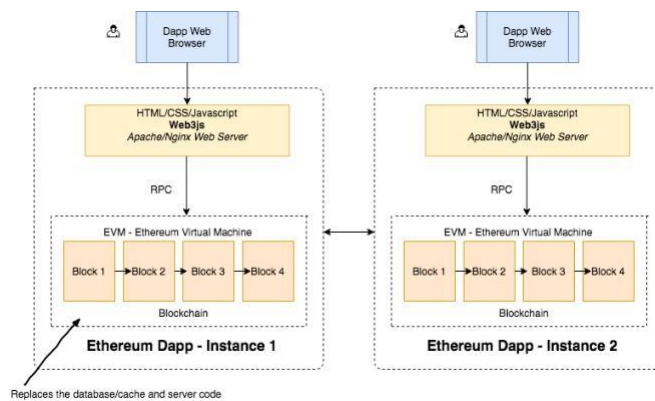 Dapp Web
Browser
HTML/CSS/Javascript
Web3js
Apache/Nginx Web Server
RPC
EVM - Ethereum Virtual Machine
Block 1
Block 2
Block 3
Block 4
Blockchain
Ethereum Dapp - Instance 1
Replaces the database/cache and server code
Dapp Web
Browser
HTML/CSS/Javascript
Web3js
Apache/Nginx Web Server
RPC
EVM - Ethereum Virtual Machine
Block 1
Block 2
Block 3
Block 4
Blockchain
Ethereum Dapp - Instance 2